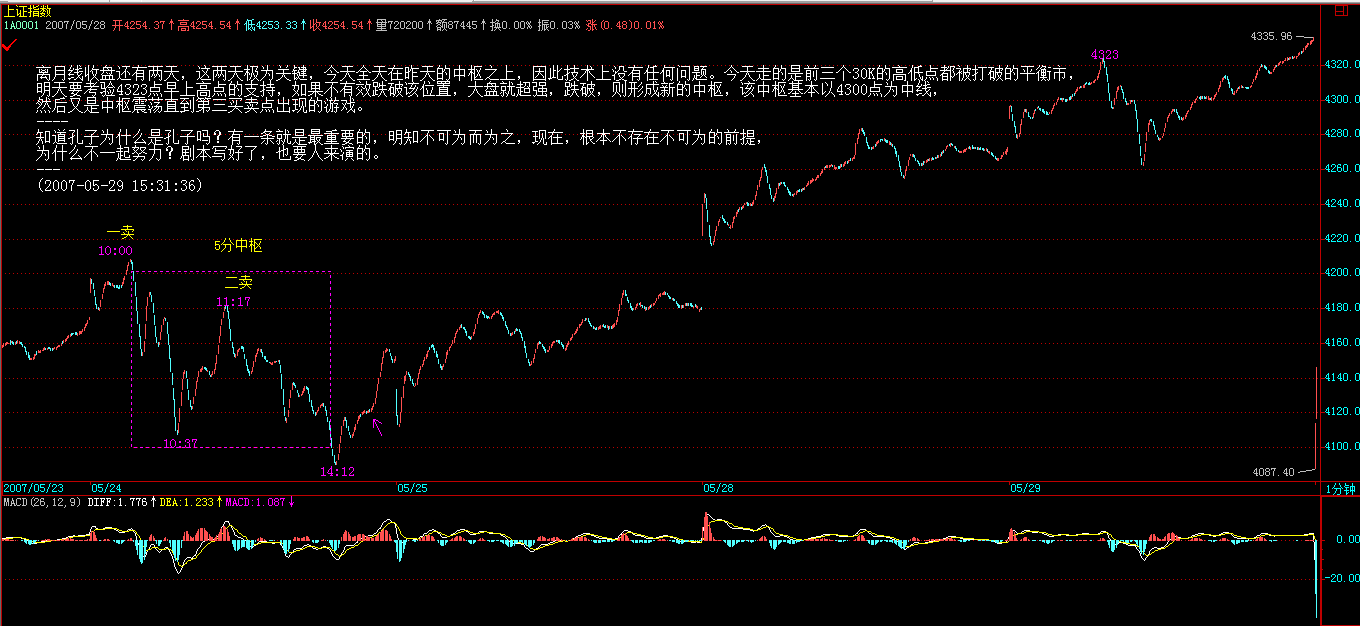 上证指数
1A0001 2007/05/28 开4254.37↑高4254.54↑低4253.33↑收4254.54↑量720200↑额87445↑换0.00% 振0.03% 涨(0.48)0.01%
4335.96
4323
离月线收盘还有两天，这两天极为关键，今天全天在昨天的中枢之上，因此技术上没有任何问题。今天走的是前三个30K的高低点都被打破的平衡市，
明天要考验4323点早上高点的支持，如果不有效跌破该位置，大盘就超强，跌破，则形成新的中枢，该中枢基本以4300点为中线，
然后又是中枢震荡直到第三买卖点出现的游戏。
----
知道孔子为什么是孔子吗？有一条就是最重要的，明知不可为而为之，现在，根本不存在不可为的前提，
为什么不一起努力？剧本写好了，也要人来演的。
---
(2007-05-29 15:31:36)
4320.0
4300.0
4280.0
4260.0
4240.0
4220.0
4200.0
4180.0
4160.0
4140.0
4120.0
4100.0
一卖
10:00
5分中枢
二卖
11:17
10:37
14:12
4087.40
2007/05/23 05/24 05/25 05/28 05/29 1分钟
MACD(26,12,9) DIFF:1.776↑DEA:1.233↑MACD:1.087↓
0.00
-20.00